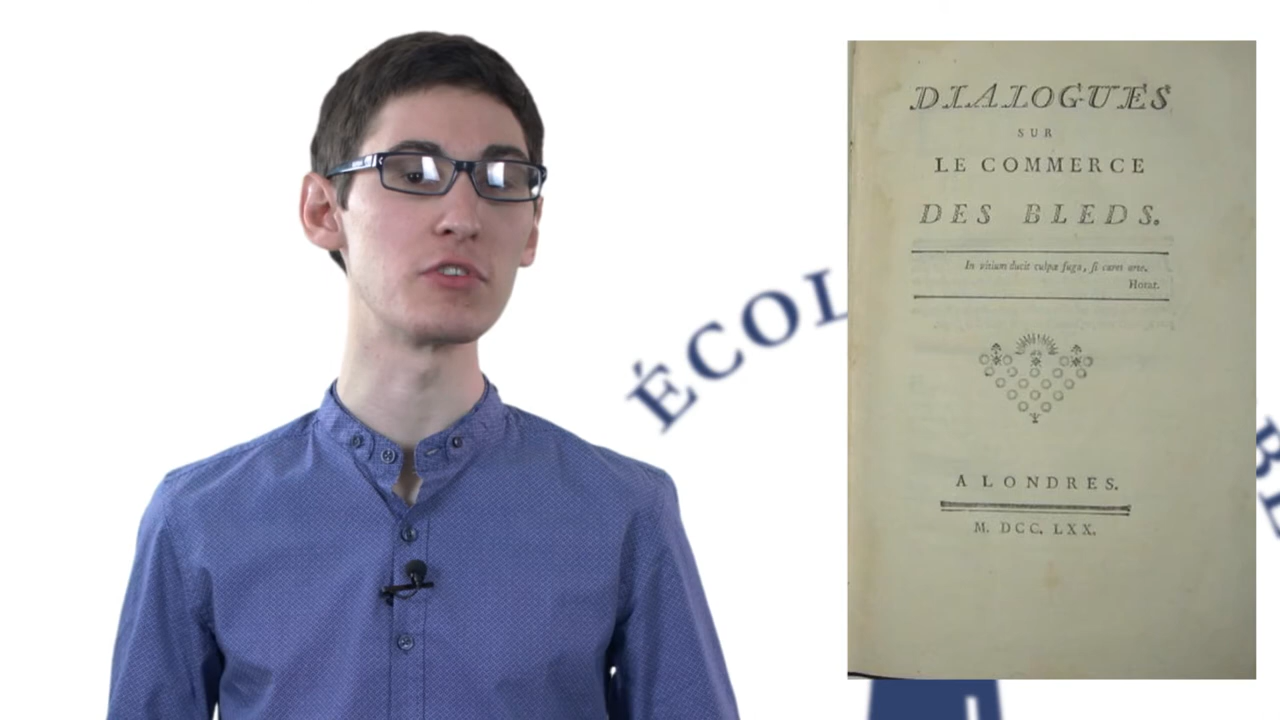 ÉCOL
DIALOGUES
SUR
LE COMMERCE
DES BLEDS.
In vitium ducit culpæ fuga, ſi caret arte.
Horat.
A LONDRES.
M. DCC. LXX.